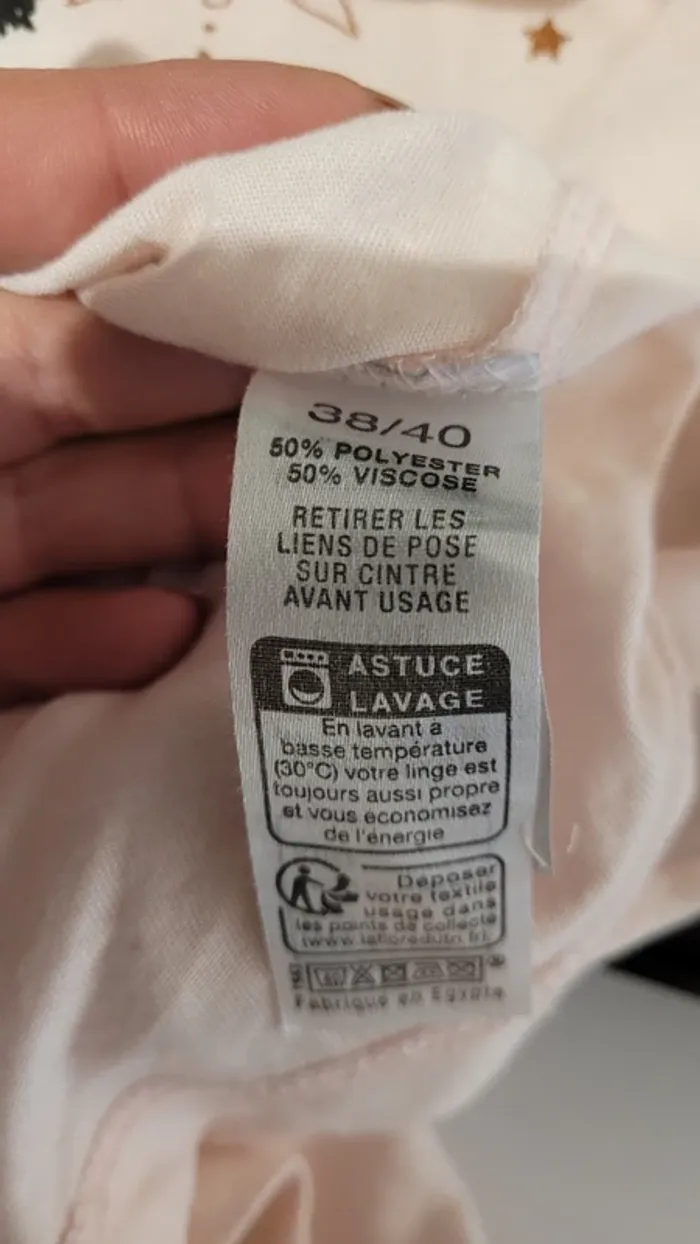 38/40
50% POLYESTER
50% VISCOSE
RETIRER LES
LIENS DE POSE
SUR CINTRE
AVANT USAGE
ASTUCE
LAVAGE
En lavant a
basse température
(30°C) votre linge est
toujours aussi propre
et vous économisez
de l'énergie
Déposer
votre textile
usagé dans
les points de collecte
Fabriqué en Egypte